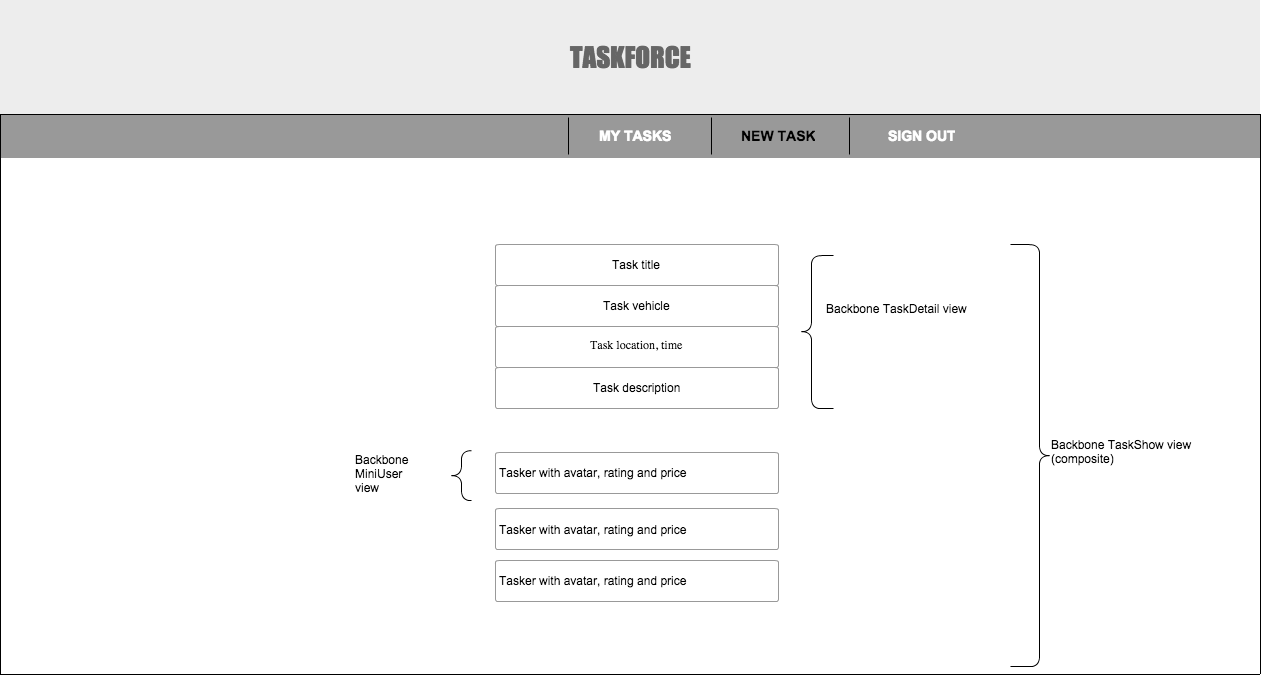 TASKFORCE
MY TASKS
NEW TASK
SIGN OUT
Task title
Task vehicle
Task location, time
Task description
Backbone TaskDetail view
Backbone TaskShow view
(composite)
Backbone
MiniUser
view
Tasker with avatar, rating and price
Tasker with avatar, rating and price
Tasker with avatar, rating and price